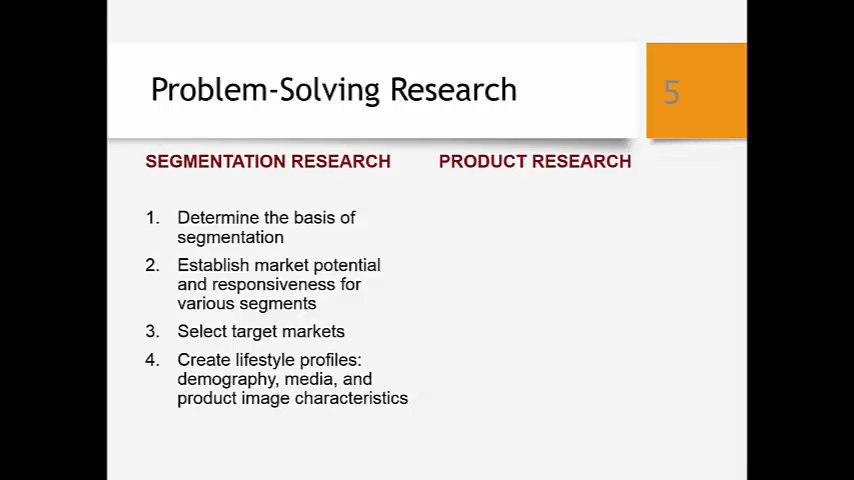 Problem-Solving Research
5
SEGMENTATION RESEARCH
1. Determine the basis of
segmentation
2. Establish market potential
and responsiveness for
various segments
3. Select target markets
4. Create lifestyle profiles:
demography, media, and
product image characteristics
PRODUCT RESEARCH